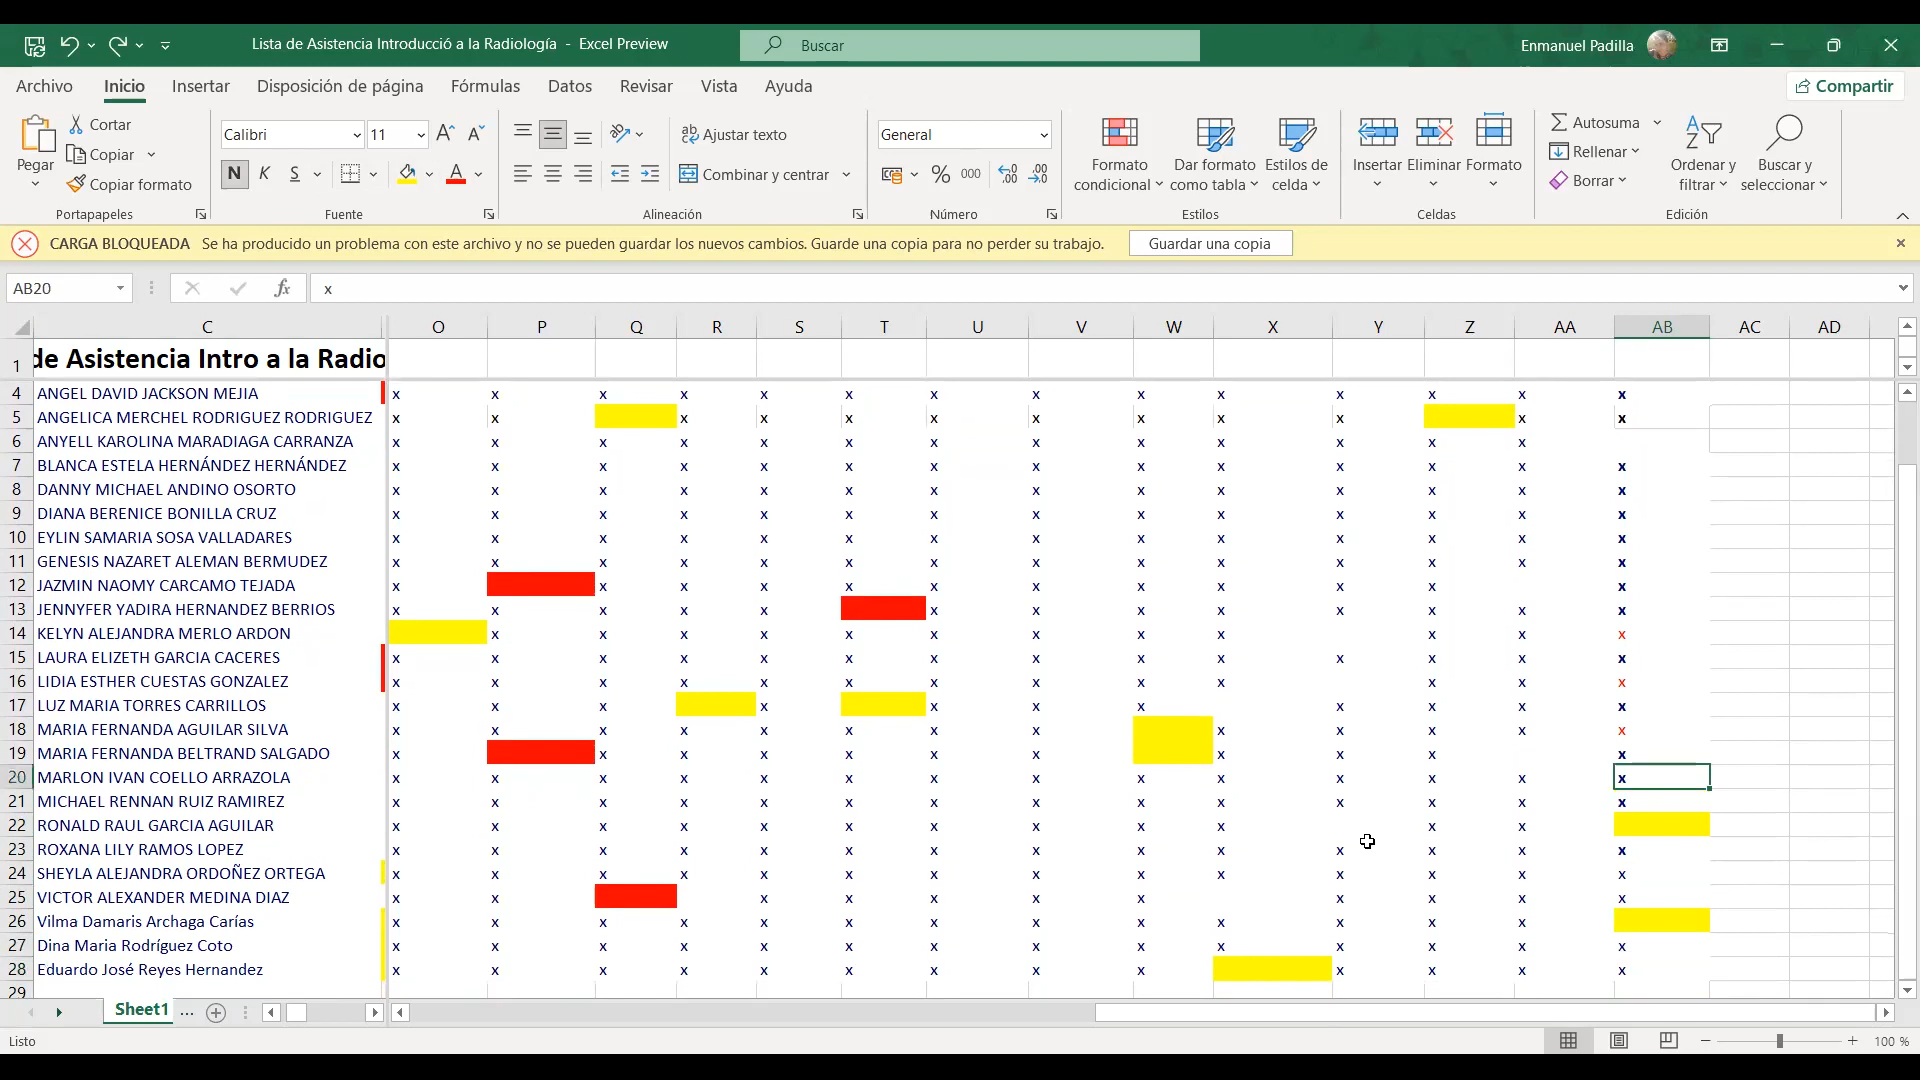 Lista de Asistencia Introducció a la Radiología - Excel Preview
Buscar
Enmanuel Padilla
Archivo Inicio Insertar Disposición de página Fórmulas Datos Revisar Vista Ayuda
Compartir
Pegar
Cortar
Copiar
Copiar formato
Portapapeles
Calibri 11
N K S
Fuente
Ajustar texto
Combinar y centrar
Alineación
General
% 000
Número
Formato condicional
Dar formato como tabla
Estilos de celda
Estilos
Insertar
Eliminar
Formato
Celdas
Autosuma
Rellenar
Borrar
Ordenar y filtrar
Buscar y seleccionar
Edición
CARGA BLOQUEADA Se ha producido un problema con este archivo y no se pueden guardar los nuevos cambios. Guarde una copia para no perder su trabajo. Guardar una copia
AB20 fx x
C O P Q R S T U V W X Y Z AA AB AC AD
1 de Asistencia Intro a la Radio
4 ANGEL DAVID JACKSON MEJIA x x x x x x x x x x x x x x
5 ANGELICA MERCHEL RODRIGUEZ RODRIGUEZ x x x x x x x x x x x x
6 ANYELL KAROLINA MARADIAGA CARRANZA x x x x x x x x x x x x x
7 BLANCA ESTELA HERNÁNDEZ HERNÁNDEZ x x x x x x x x x x x x x x
8 DANNY MICHAEL ANDINO OSORTO x x x x x x x x x x x x x x
9 DIANA BERENICE BONILLA CRUZ x x x x x x x x x x x x x x
10 EYLIN SAMARIA SOSA VALLADARES x x x x x x x x x x x x x x
11 GENESIS NAZARET ALEMAN BERMUDEZ x x x x x x x x x x x x x x
12 JAZMIN NAOMY CARCAMO TEJADA x x x x x x x x x x x x
13 JENNYFER YADIRA HERNANDEZ BERRIOS x x x x x x x x x x x x x
14 KELYN ALEJANDRA MERLO ARDON x x x x x x x x x x x x
15 LAURA ELIZETH GARCIA CACERES x x x x x x x x x x x x x x
16 LIDIA ESTHER CUESTAS GONZALEZ x x x x x x x x x x x x x
17 LUZ MARIA TORRES CARRILLOS x x x x x x x x x x x
18 MARIA FERNANDA AGUILAR SILVA x x x x x x x x x x x x x
19 MARIA FERNANDA BELTRAND SALGADO x x x x x x x x x x x
20 MARLON IVAN COELLO ARRAZOLA x x x x x x x x x x x x x x
21 MICHAEL RENNAN RUIZ RAMIREZ x x x x x x x x x x x x
22 RONALD RAUL GARCIA AGUILAR x x x x x x x x x x x x
23 ROXANA LILY RAMOS LOPEZ x x x x x x x x x x x x x x
24 SHEYLA ALEJANDRA ORDOÑEZ ORTEGA x x x x x x x x x x x x x x
25 VICTOR ALEXANDER MEDINA DIAZ x x x x x x x x x x x
26 Vilma Damaris Archaga Carías x x x x x x x x x x x x x
27 Dina Maria Rodríguez Coto x x x x x x x x x x x x x x
28 Eduardo José Reyes Hernandez x x x x x x x x x x x x x
29
Sheet1 ...
Listo
100 %